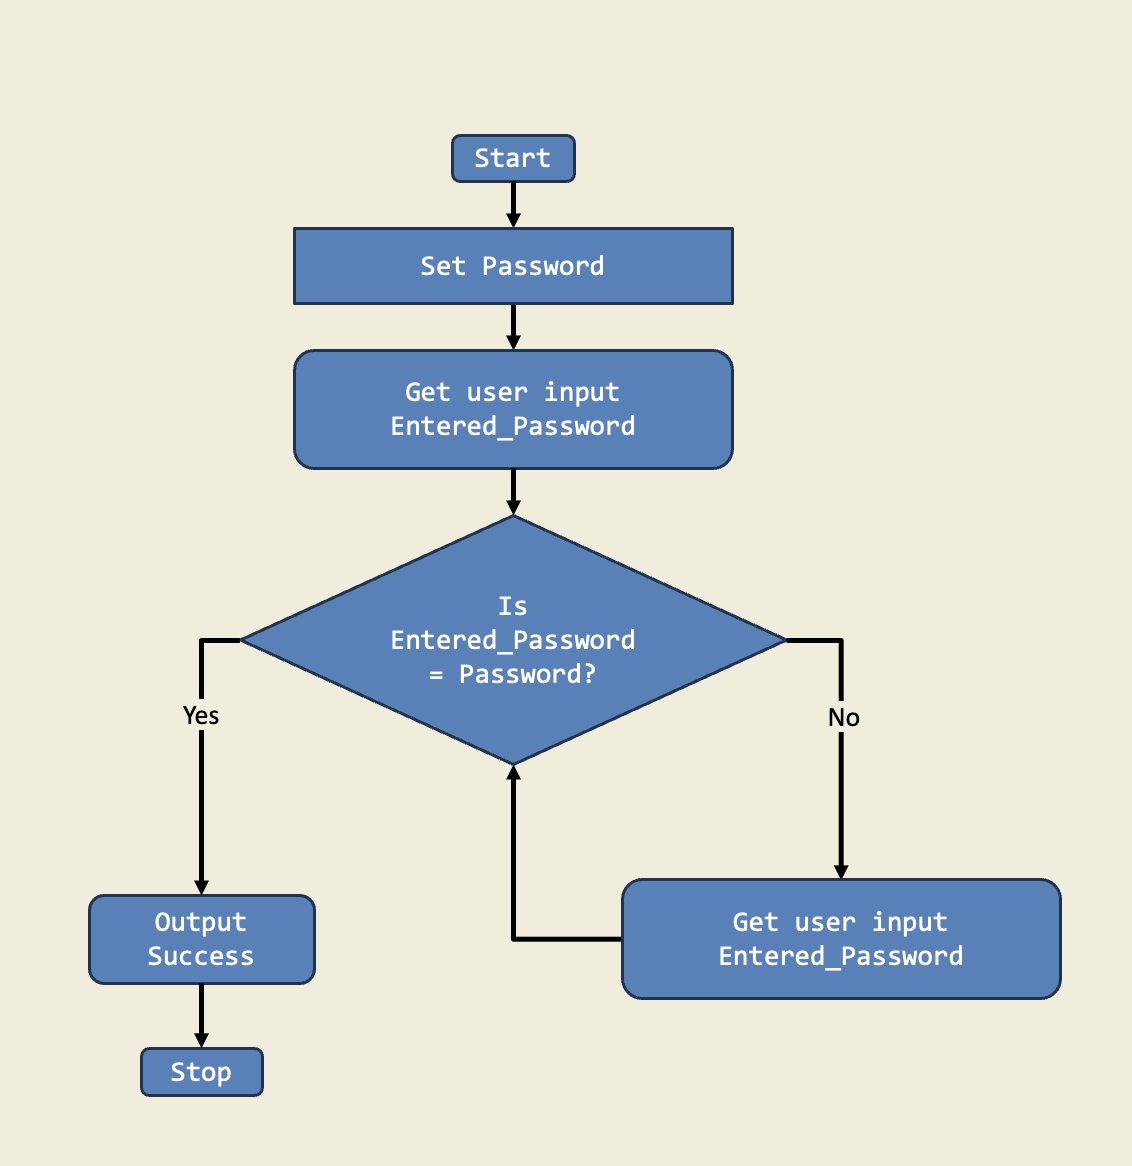 Start
Set Password
Get user input
Entered_Password
Is
Entered_Password
= Password?
Yes
No
Output
Success
Get user input
Entered_Password
Stop